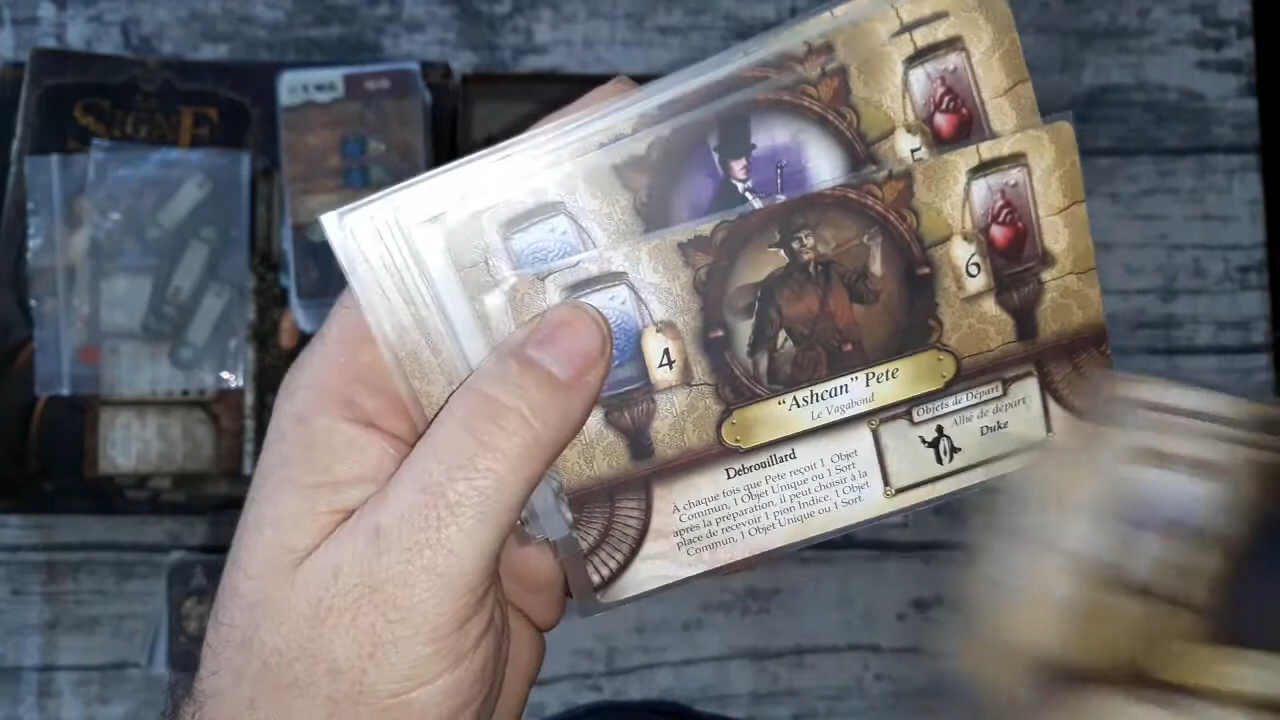 SIGNE
5
6
4
"Ashcan" Pete
Le Vagabond
Objets de Départ
Allié de départ :
Duke
Débrouillard
À chaque fois que Pete reçoit 1 Objet
Commun, 1 Objet Unique ou 1 Sort
après la préparation, il peut choisir à la
place de recevoir 1 pion Indice, 1 Objet
Commun, 1 Objet Unique ou 1 Sort.